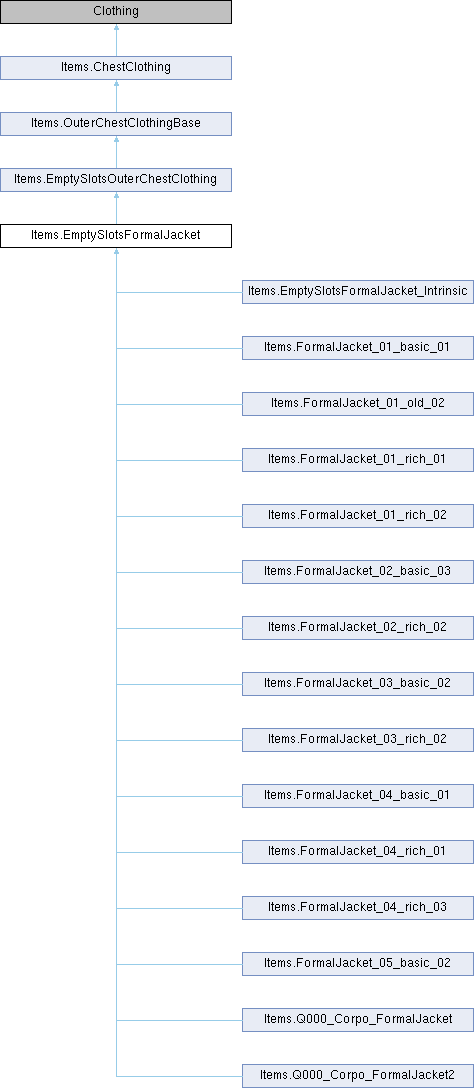 Clothing
Items.ChestClothing
Items.OuterChestClothingBase
Items.EmptySlotsOuterChestClothing
Items.EmptySlotsFormalJacket
Items.EmptySlotsFormalJacket_Intrinsic
Items.FormalJacket_01_basic_01
Items.FormalJacket_01_old_02
Items.FormalJacket_01_rich_01
Items.FormalJacket_01_rich_02
Items.FormalJacket_02_basic_03
Items.FormalJacket_02_rich_02
Items.FormalJacket_03_basic_02
Items.FormalJacket_03_rich_02
Items.FormalJacket_04_basic_01
Items.FormalJacket_04_rich_01
Items.FormalJacket_04_rich_03
Items.FormalJacket_05_basic_02
Items.Q000_Corpo_FormalJacket
Items.Q000_Corpo_FormalJacket2